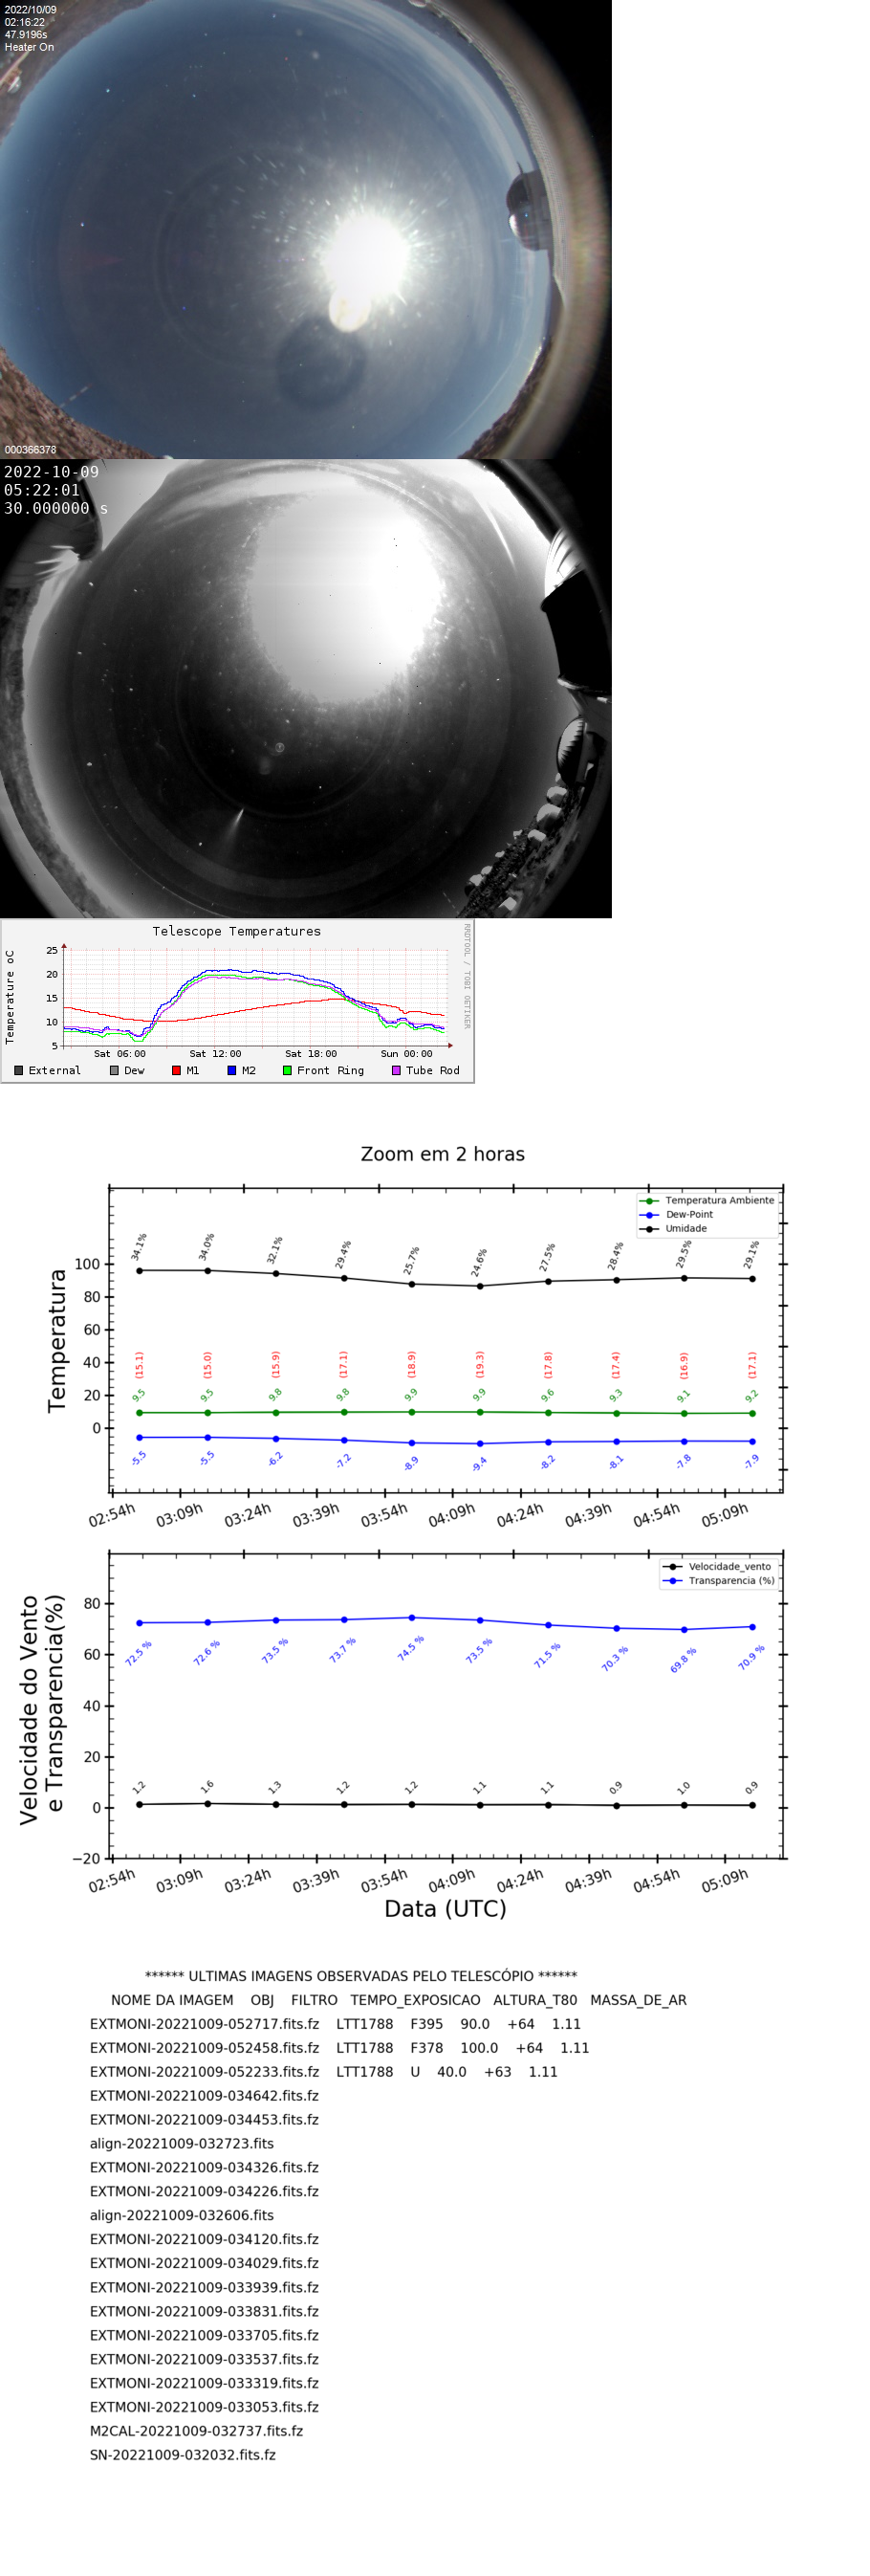 2022/10/09
02:16:22
47.9196s
Heater On
000366378
2022-10-09
05:22:01
30.000000 s
Telescope Temperatures
RRDTOOL / TOBI OETIKER
Temperature oC
25
20
15
10
5
Sat 06:00 Sat 12:00 Sat 18:00 Sun 00:00
External Dew M1 M2 Front Ring Tube Rod
Zoom em 2 horas
Temperatura Ambiente
Dew-Point
Umidade
34.1% 34.0% 32.1% 29.4% 25.7% 24.6% 27.5% 28.4% 29.5% 29.1%
Temperatura
100
80
60
40
20
0
(15.1) (15.0) (15.9) (17.1) (18.9) (19.3) (17.8) (17.4) (16.9) (17.1)
9.5 9.5 9.8 9.8 9.9 9.9 9.6 9.3 9.1 9.2
-5.5 -5.5 -6.2 -7.2 -8.9 -9.4 -8.2 -8.1 -7.8 -7.9
02:54h 03:09h 03:24h 03:39h 03:54h 04:09h 04:24h 04:39h 04:54h 05:09h
Velocidade_vento
Transparencia (%)
Velocidade do Vento
e Transparencia(%)
80
60
40
20
0
−20
72.5 % 72.6 % 73.5 % 73.7 % 74.5 % 73.5 % 71.5 % 70.3 % 69.8 % 70.9 %
1.2 1.6 1.3 1.2 1.2 1.1 1.1 0.9 1.0 0.9
02:54h 03:09h 03:24h 03:39h 03:54h 04:09h 04:24h 04:39h 04:54h 05:09h
Data (UTC)
****** ULTIMAS IMAGENS OBSERVADAS PELO TELESCÓPIO ******
NOME DA IMAGEM OBJ FILTRO TEMPO_EXPOSICAO ALTURA_T80 MASSA_DE_AR
EXTMONI-20221009-052717.fits.fz LTT1788 F395 90.0 +64 1.11
EXTMONI-20221009-052458.fits.fz LTT1788 F378 100.0 +64 1.11
EXTMONI-20221009-052233.fits.fz LTT1788 U 40.0 +63 1.11
EXTMONI-20221009-034642.fits.fz
EXTMONI-20221009-034453.fits.fz
align-20221009-032723.fits
EXTMONI-20221009-034326.fits.fz
EXTMONI-20221009-034226.fits.fz
align-20221009-032606.fits
EXTMONI-20221009-034120.fits.fz
EXTMONI-20221009-034029.fits.fz
EXTMONI-20221009-033939.fits.fz
EXTMONI-20221009-033831.fits.fz
EXTMONI-20221009-033705.fits.fz
EXTMONI-20221009-033537.fits.fz
EXTMONI-20221009-033319.fits.fz
EXTMONI-20221009-033053.fits.fz
M2CAL-20221009-032737.fits.fz
SN-20221009-032032.fits.fz